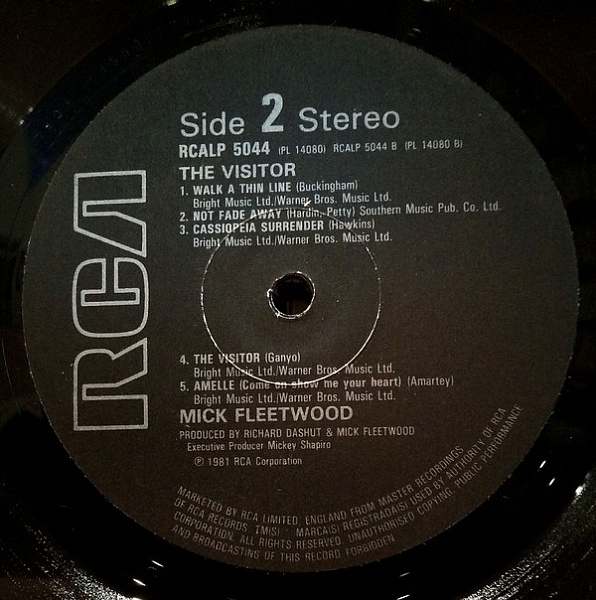 RCA
Side 2 Stereo
RCALP 5044 (PL 14080) RCALP 5044 B (PL 14080 B)
THE VISITOR
1. WALK A THIN LINE (Buckingham)
Bright Music Ltd./Warner Bros. Music Ltd.
2. NOT FADE AWAY (Hardin, Petty) Southern Music Pub. Co. Ltd.
3. CASSIOPEIA SURRENDER (Hawkins)
Bright Music Ltd./Warner Bros. Music Ltd.
4. THE VISITOR (Ganyo)
Bright Music Ltd./Warner Bros. Music Ltd.
5. AMELLE (Come on show me your heart) (Amartey)
Bright Music Ltd./Warner Bros. Music Ltd.
MICK FLEETWOOD
PRODUCED BY RICHARD DASHUT & MICK FLEETWOOD
Executive Producer Mickey Shapiro
℗ 1981 RCA Corporation
MARKETED BY RCA LIMITED, ENGLAND FROM MASTER RECORDINGS
OF RCA RECORDS TM(S) MARCA(S) REGISTRADA(S) USED BY AUTHORITY OF RCA
CORPORATION. ALL RIGHTS RESERVED. UNAUTHORISED COPYING, PUBLIC PERFORMANCE
AND BROADCASTING OF THIS RECORD FORBIDDEN